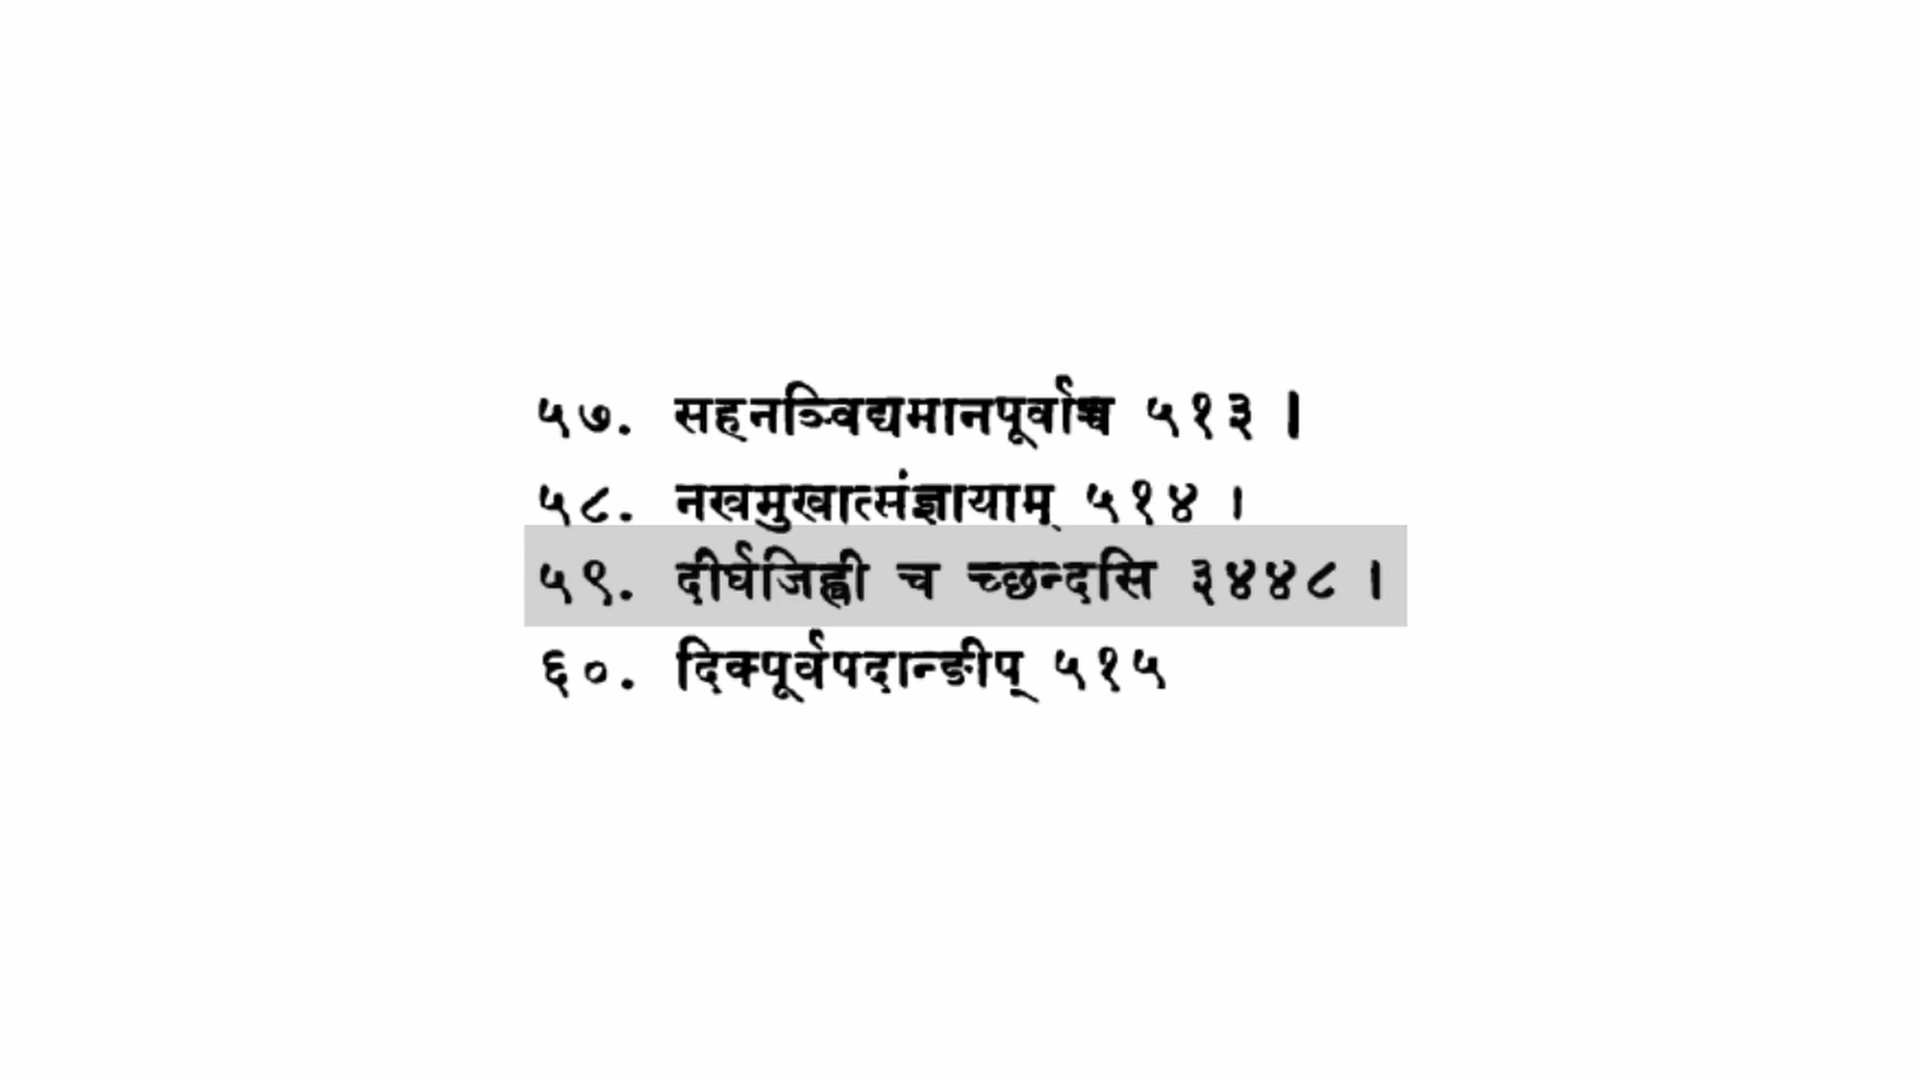 ५७. सहनञ्विद्यमानपूर्वाच्च ५१३ ।
५८. नखमुखात्संज्ञायाम् ५१४ ।
५९. दीर्घजिह्वी च च्छन्दसि ३४४८ ।
६०. दिक्पूर्वपदान्ङीप् ५१५